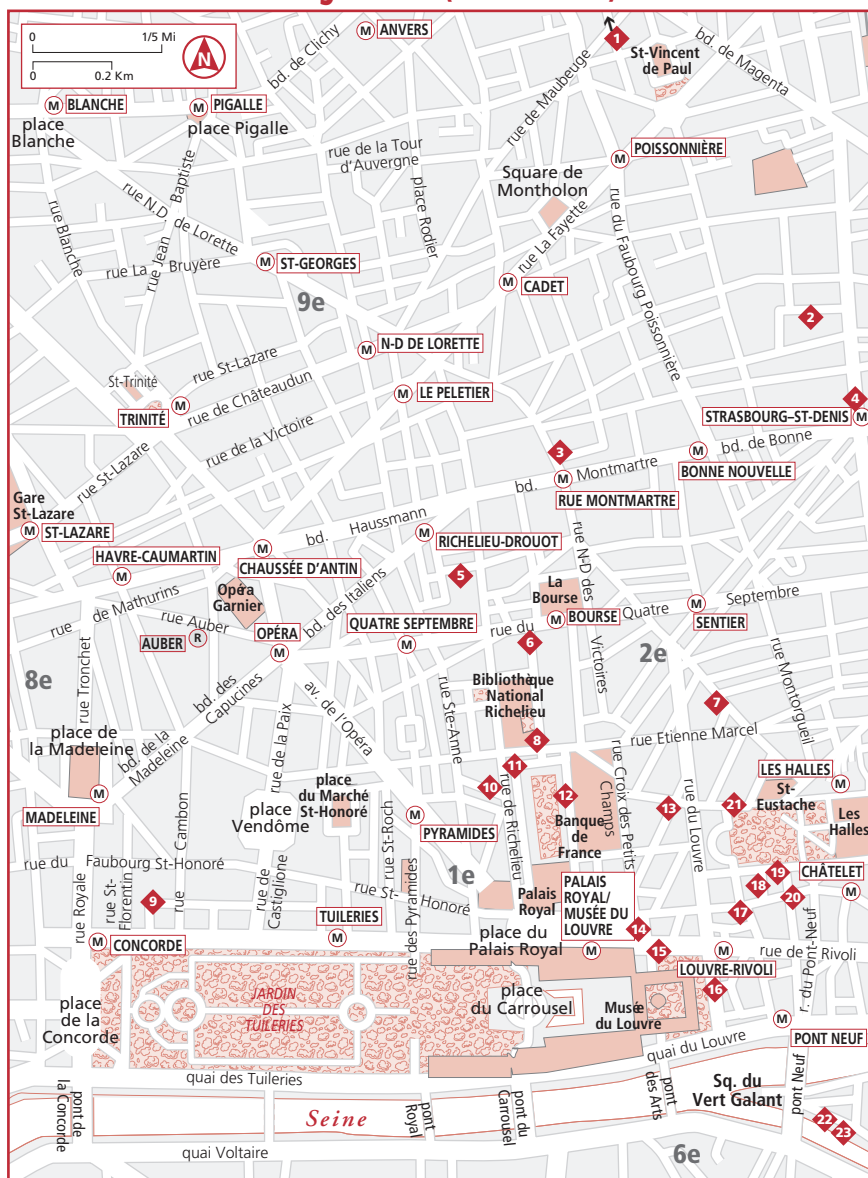 0 1/5 Mi
0 0.2 Km
N
M ANVERS
bd. de Clichy
1
St-Vincent
de Paul
bd. de Magenta
rue de Maubeuge
M BLANCHE
place
Blanche
M PIGALLE
place Pigalle
rue de la Tour
d'Auvergne
M
POISSONNIÈRE
Square de
Montholon
rue Jean Baptiste
place Rodier
rue Blanche
rue N.D. de Lorette
rue La Bruyère
M ST-GEORGES
rue La Fayette
rue du Faubourg Poissonnière
M
CADET
9e
2
M
N-D DE LORETTE
St-Trinité
rue St-Lazare
M LE PELETIER
TRINITÉ
M
rue de Châteaudun
4
STRASBOURG–ST-DENIS M
rue de la Victoire
bd. de Bonne
3
M
BONNE NOUVELLE
rue St-Lazare
bd. Montmartre
M
RUE MONTMARTRE
Gare
St-Lazare
M ST-LAZARE
bd. Haussmann
M
RICHELIEU-DROUOT
HAVRE-CAUMARTIN
M
M
CHAUSSÉE D'ANTIN
5
rue N-D des Victoires
Opéra
Garnier
bd. des Italiens
La
Bourse
rue de Mathurins
rue Auber
AUBER R
OPÉRA
M
QUATRE SEPTEMBRE
M
rue du Quatre Septembre
M BOURSE
M
SENTIER
6
2e
8e
rue Tronchet
bd. des
Capucines
av. de l'Opéra
rue Ste-Anne
Bibliothèque
National
Richelieu
rue Montorgueil
7
place de
la Madeleine
bd. de la
Madeleine
rue de la Paix
8
rue Etienne Marcel
11
rue Croix des Petits Champs
LES HALLES
M
MADELEINE
M
rue Cambon
place
Vendôme
place
du Marché
St-Honoré
10
12
13
21
St-
Eustache
Les
Halles
rue St-Roch
M
PYRAMIDES
rue de Richelieu
Banque
de
France
rue du Louvre
rue du Faubourg St-Honoré
rue Royale
rue St-
Florentin
9
rue de
Castiglione
rue St-Honoré
rue des Pyramides
1e
Palais
Royal
PALAIS
ROYAL/
MUSÉE DU
LOUVRE
M
19
18
CHÂTELET
M
20
17
14
M CONCORDE
TUILERIES
M
place du
Palais Royal
15
M
LOUVRE-RIVOLI
rue de Rivoli
16
r. du Pont-Neuf
place
de la
Concorde
JARDIN
DES
TUILERIES
place
du Carrousel
Musée
du Louvre
M
PONT NEUF
quai du Louvre
quai des Tuileries
pont de
la Concorde
Seine
pont
Royal
pont du
Carrousel
pont
des Arts
Sq. du
Vert Galant
pont Neuf
22
23
quai Voltaire
6e